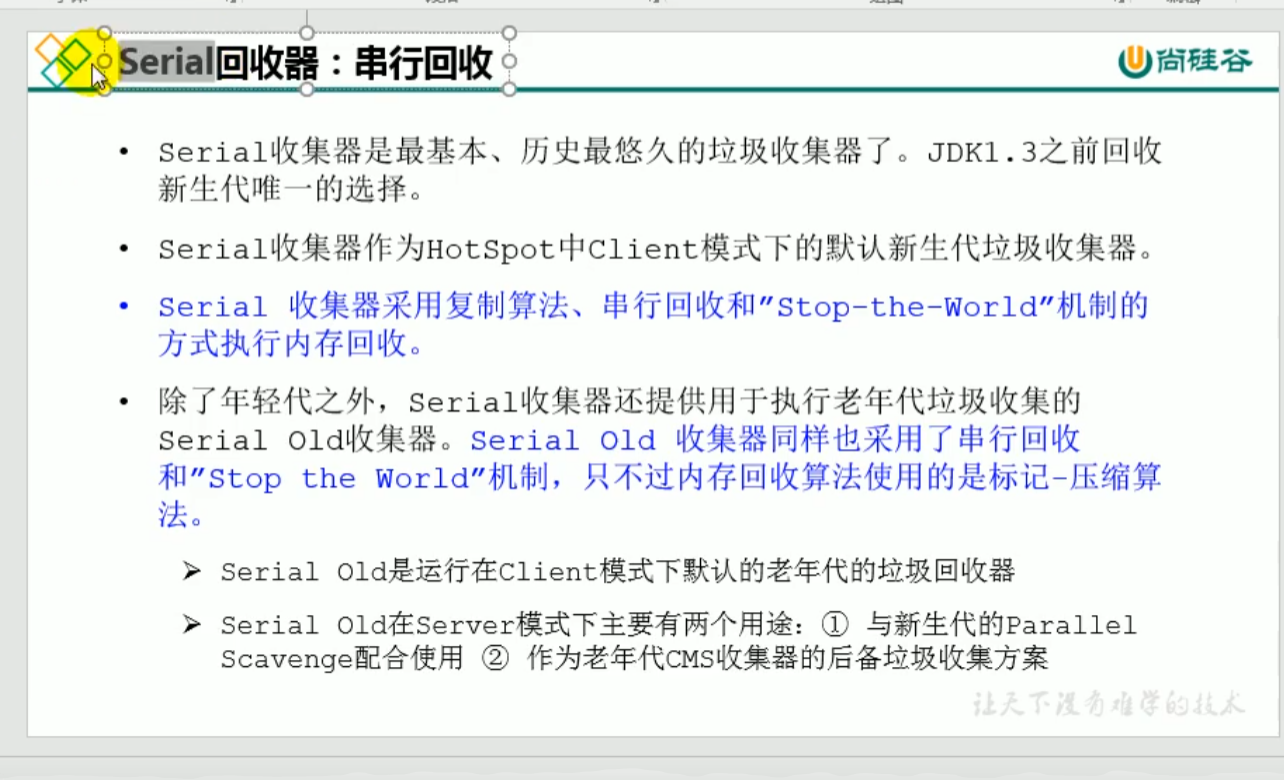 Serial回收器：串行回收
尚硅谷
• Serial收集器是最基本、历史最悠久的垃圾收集器了。JDK1.3之前回收
新生代唯一的选择。
• Serial收集器作为HotSpot中Client模式下的默认新生代垃圾收集器。
• Serial 收集器采用复制算法、串行回收和"Stop-the-World"机制的
方式执行内存回收。
• 除了年轻代之外，Serial收集器还提供用于执行老年代垃圾收集的
Serial Old收集器。Serial Old 收集器同样也采用了串行回收
和"Stop the World"机制，只不过内存回收算法使用的是标记-压缩算
法。
➢ Serial Old是运行在Client模式下默认的老年代的垃圾回收器
➢ Serial Old在Server模式下主要有两个用途：① 与新生代的Parallel
Scavenge配合使用 ② 作为老年代CMS收集器的后备垃圾收集方案
让天下没有难学的技术